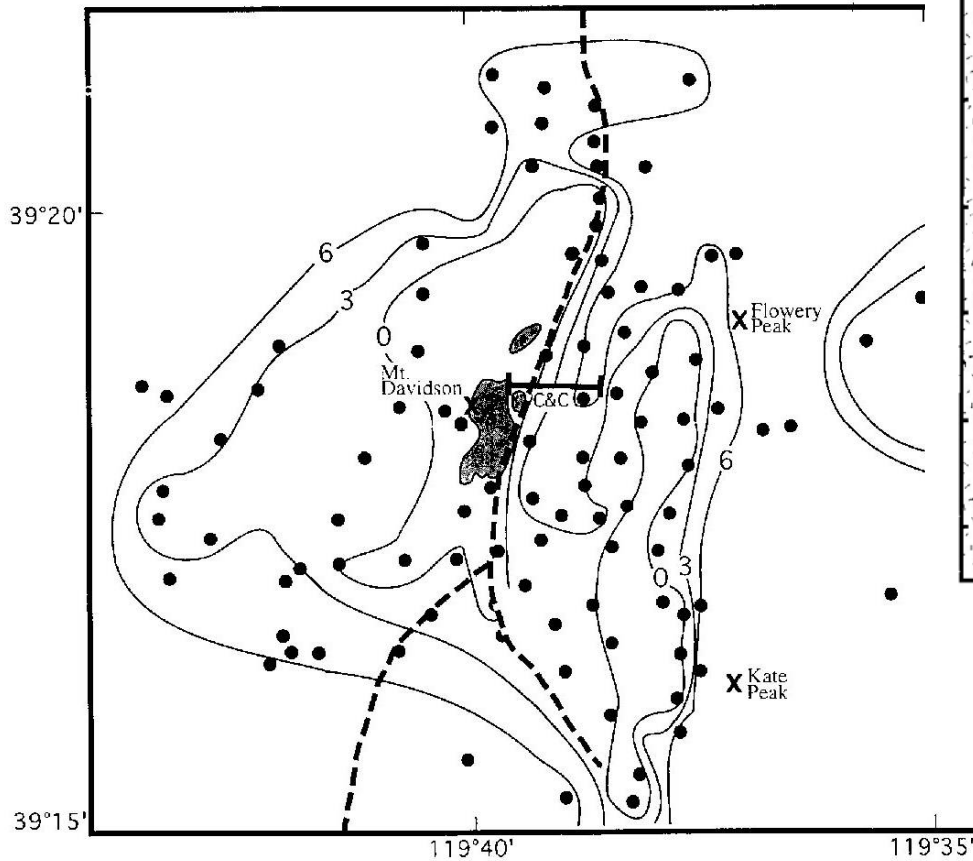 39°20'
6
3
0
Mt.
Davidson
X
X Flowery
Peak
C&C
6
0
3
X Kate
Peak
39°15'
119°40'
119°35'